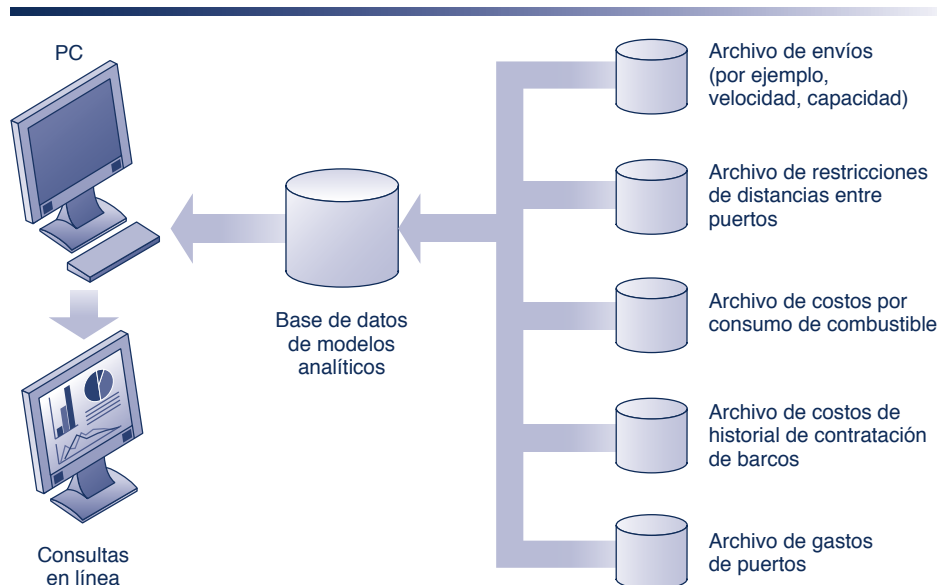 PC
Base de datos
de modelos
analíticos
Consultas
en línea
Archivo de envíos
(por ejemplo,
velocidad, capacidad)
Archivo de restricciones
de distancias entre
puertos
Archivo de costos por
consumo de combustible
Archivo de costos de
historial de contratación
de barcos
Archivo de gastos
de puertos